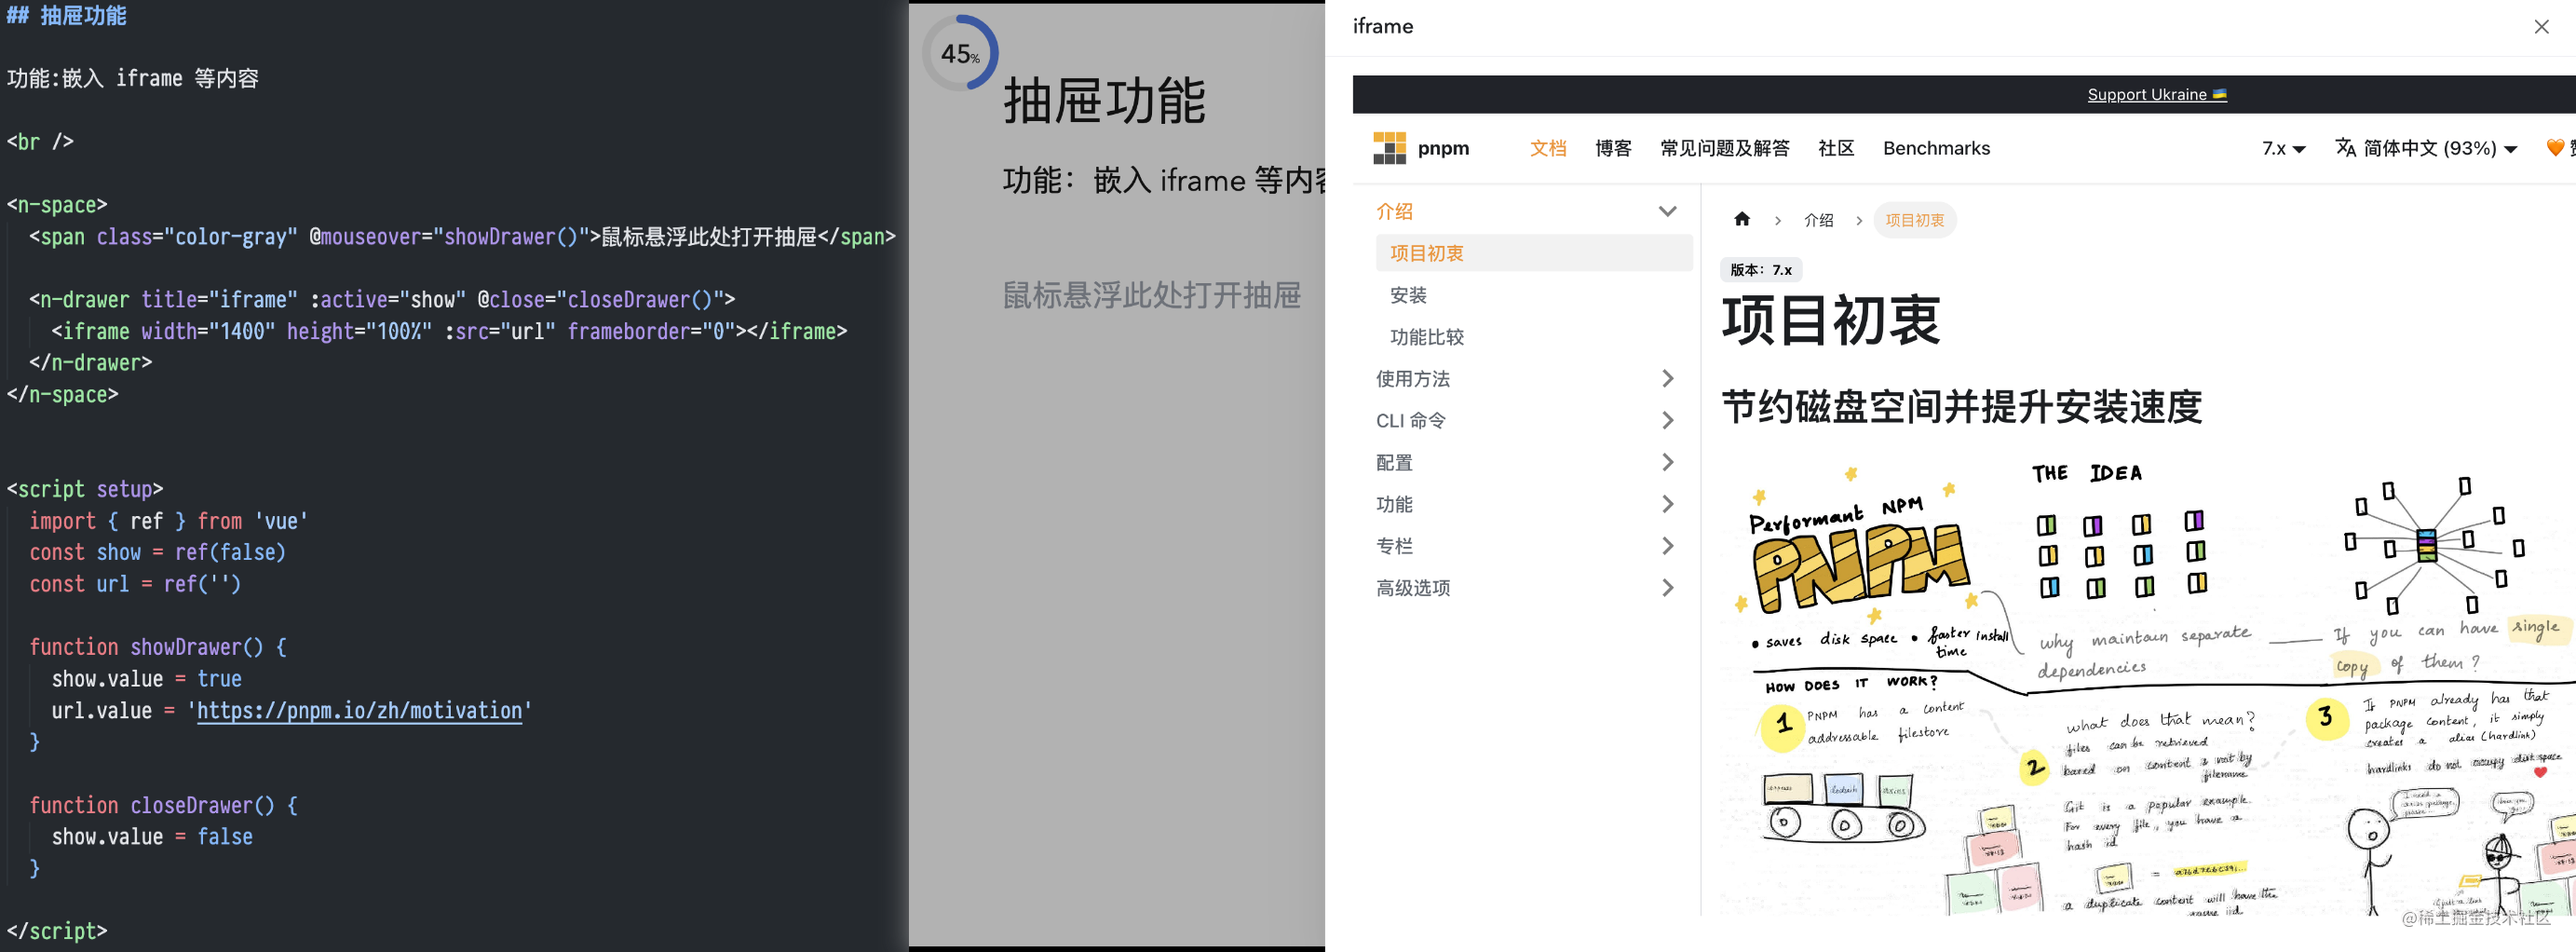 ## 抽屉功能
功能:嵌入 iframe 等内容
<br />
<n-space>
<span class="color-gray" @mouseover="showDrawer()">鼠标悬浮此处打开抽屉</span>
<n-drawer title="iframe" :active="show" @close="closeDrawer()">
<iframe width="1400" height="100%" :src="url" frameborder="0"></iframe>
</n-drawer>
</n-space>
<script setup>
import { ref } from 'vue'
const show = ref(false)
const url = ref('')
function showDrawer() {
show.value = true
url.value = 'https://pnpm.io/zh/motivation'
}
function closeDrawer() {
show.value = false
}
</script>
45%
抽屉功能
功能：嵌入 iframe 等内容
鼠标悬浮此处打开抽屉
iframe
Support Ukraine 🇺🇦
pnpm 文档 博客 常见问题及解答 社区 Benchmarks 7.x 简体中文 (93%)
介绍
项目初衷
安装
功能比较
使用方法
CLI 命令
配置
功能
专栏
高级选项
介绍 > 项目初衷
版本：7.x
项目初衷
节约磁盘空间并提升安装速度
Performant NPM
PNPM
• saves disk space • faster install
time
THE IDEA
why maintain separate
dependencies
If you can have single
copy of them?
HOW DOES IT WORK?
1 PNPM has a content
addressable filestore
2
what does that mean?
files can be retrieved
based on content & not by
filename
Git is a popular example.
For every file, you have a
hash id
a duplicate content will have the
same id
3
If PNPM already has that
package content, it simply
creates a alias (hardlink)
hardlinks do not occupy disk space
@稀土掘金技术社区